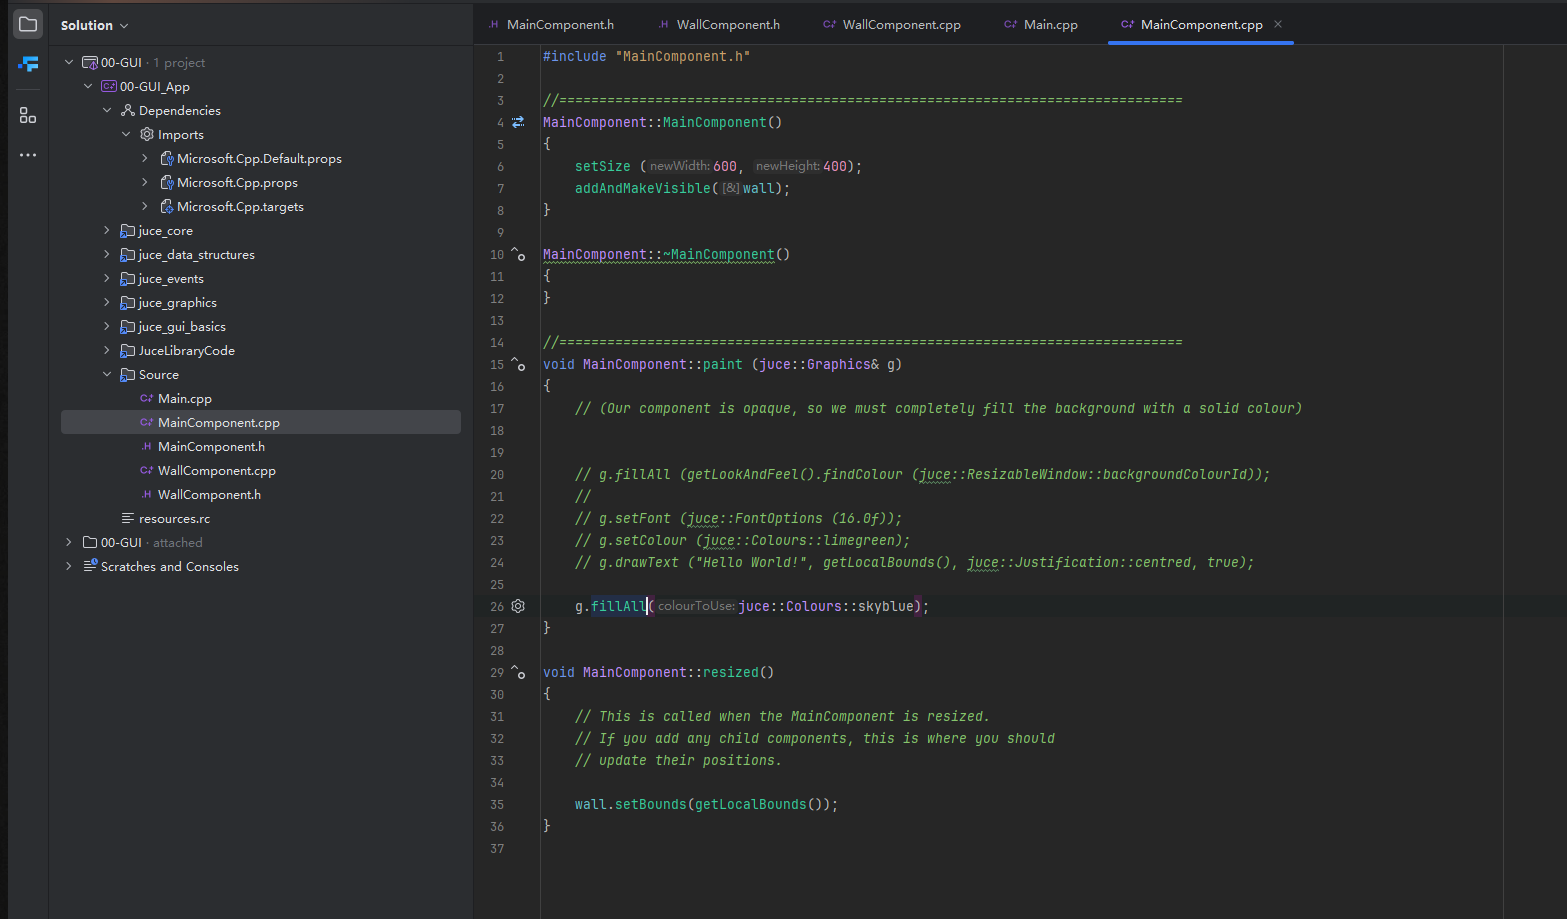 Solution
00-GUI · 1 project
00-GUI_App
Dependencies
Imports
Microsoft.Cpp.Default.props
Microsoft.Cpp.props
Microsoft.Cpp.targets
juce_core
juce_data_structures
juce_events
juce_graphics
juce_gui_basics
JuceLibraryCode
Source
C+ Main.cpp
C+ MainComponent.cpp
.H MainComponent.h
C+ WallComponent.cpp
.H WallComponent.h
resources.rc
00-GUI · attached
Scratches and Consoles
.H MainComponent.h .H WallComponent.h C+ WallComponent.cpp C+ Main.cpp C+ MainComponent.cpp
1 #include "MainComponent.h"
2
3 //==============================================================================
4 MainComponent::MainComponent()
5 {
6 setSize (newWidth: 600, newHeight: 400);
7 addAndMakeVisible([&]wall);
8 }
9
10 MainComponent::~MainComponent()
11 {
12 }
13
14 //==============================================================================
15 void MainComponent::paint (juce::Graphics& g)
16 {
17 // (Our component is opaque, so we must completely fill the background with a solid colour)
18
19
20 // g.fillAll (getLookAndFeel().findColour (juce::ResizableWindow::backgroundColourId));
21 //
22 // g.setFont (juce::FontOptions (16.0f));
23 // g.setColour (juce::Colours::limegreen);
24 // g.drawText ("Hello World!", getLocalBounds(), juce::Justification::centred, true);
25
26 g.fillAll(colourToUse: juce::Colours::skyblue);
27 }
28
29 void MainComponent::resized()
30 {
31 // This is called when the MainComponent is resized.
32 // If you add any child components, this is where you should
33 // update their positions.
34
35 wall.setBounds(getLocalBounds());
36 }
37